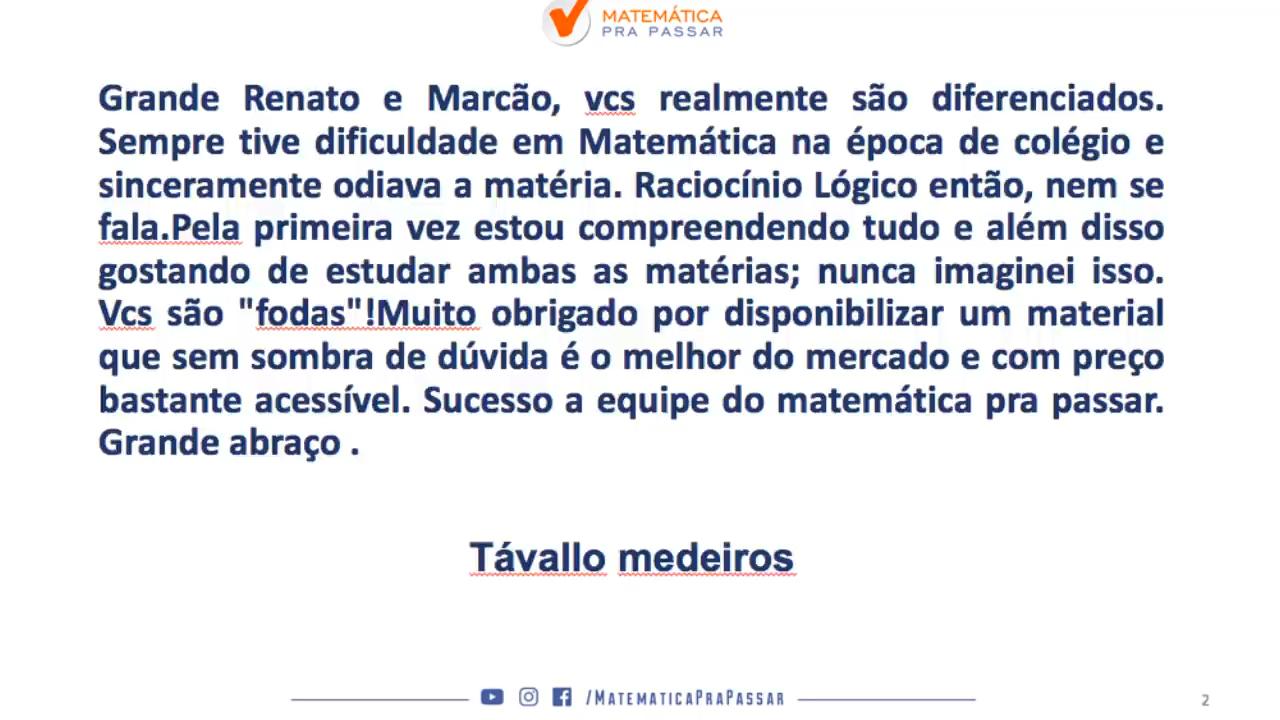 MATEMÁTICA
PRA PASSAR
Grande Renato e Marcão, vcs realmente são diferenciados.
Sempre tive dificuldade em Matemática na época de colégio e
sinceramente odiava a matéria. Raciocínio Lógico então, nem se
fala.Pela primeira vez estou compreendendo tudo e além disso
gostando de estudar ambas as matérias; nunca imaginei isso.
Vcs são "fodas"!Muito obrigado por disponibilizar um material
que sem sombra de dúvida é o melhor do mercado e com preço
bastante acessível. Sucesso a equipe do matemática pra passar.
Grande abraço .
Távallo medeiros
/MATEMATICAPRAPASSAR
2